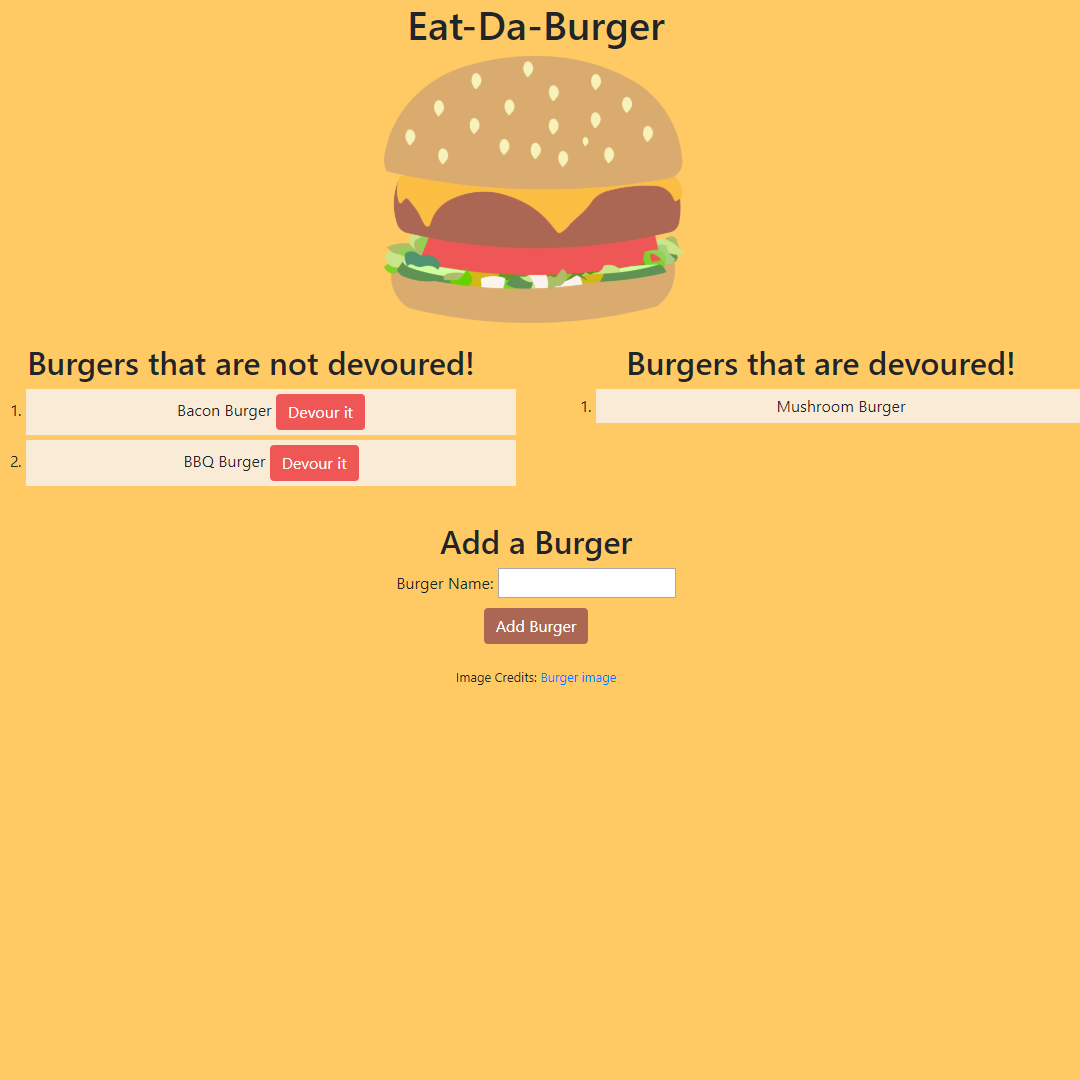 Eat-Da-Burger
Burgers that are not devoured!
1. Bacon Burger Devour it
2. BBQ Burger Devour it
Burgers that are devoured!
1. Mushroom Burger
Add a Burger
Burger Name:
Add Burger
Image Credits: Burger image